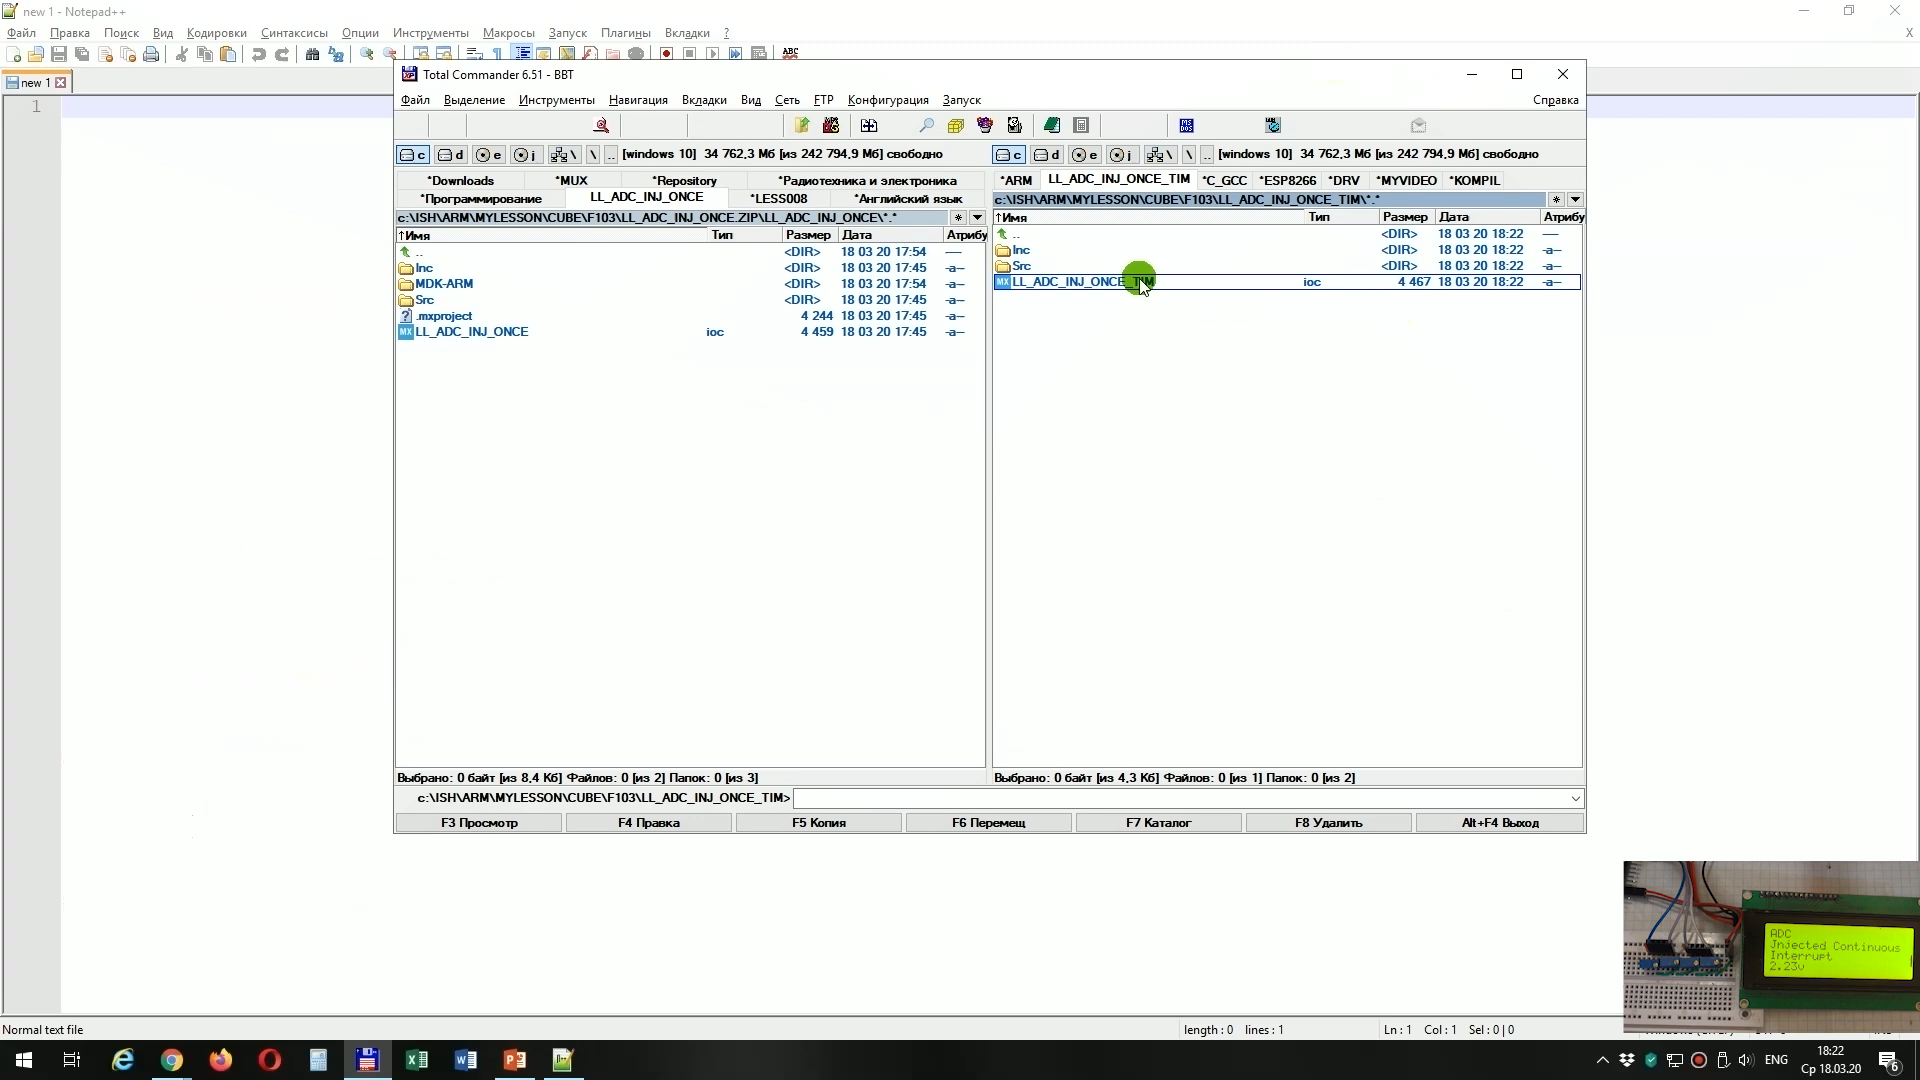 new 1 - Notepad++
Файл Правка Поиск Вид Кодировки Синтаксисы Опции Инструменты Макросы Запуск Плагины Вкладки ? X
new 1
1
Total Commander 6.51 - BBT
Файл Выделение Инструменты Навигация Вкладки Вид Сеть FTP Конфигурация Запуск Справка
c d e j \ \ .. [windows 10] 34 762,3 Мб [из 242 794,9 Мб] свободно
*Downloads *MUX *Repository *Радиотехника и электроника
*Программирование LL_ADC_INJ_ONCE *LESS008 *Английский язык
c:\ISH\ARM\MYLESSON\CUBE\F103\LL_ADC_INJ_ONCE.ZIP\LL_ADC_INJ_ONCE\*.* * ▼
↑Имя Тип Размер Дата Атрибу
.. <DIR> 18 03 20 17:54 ----
Inc <DIR> 18 03 20 17:45 -a--
MDK-ARM <DIR> 18 03 20 17:54 -a--
Src <DIR> 18 03 20 17:45 -a--
.mxproject 4 244 18 03 20 17:45 -a--
MX LL_ADC_INJ_ONCE ioc 4 459 18 03 20 17:45 -a--
Выбрано: 0 байт [из 8,4 Кб] Файлов: 0 [из 2] Папок: 0 [из 3]
c d e j \ \ .. [windows 10] 34 762,3 Мб [из 242 794,9 Мб] свободно
*ARM LL_ADC_INJ_ONCE_TIM *C_GCC *ESP8266 *DRV *MYVIDEO *KOMPIL
c:\ISH\ARM\MYLESSON\CUBE\F103\LL_ADC_INJ_ONCE_TIM\*.* * ▼
↑Имя Тип Размер Дата Атрибу
.. <DIR> 18 03 20 18:22 ----
Inc <DIR> 18 03 20 18:22 -a--
Src <DIR> 18 03 20 18:22 -a--
MX LL_ADC_INJ_ONCE_TIM ioc 4 467 18 03 20 18:22 -a--
Выбрано: 0 байт [из 4,3 Кб] Файлов: 0 [из 1] Папок: 0 [из 2]
c:\ISH\ARM\MYLESSON\CUBE\F103\LL_ADC_INJ_ONCE_TIM>
F3 Просмотр F4 Правка F5 Копия F6 Перемещ F7 Каталог F8 Удалить Alt+F4 Выход
ADC
Jnjected Continuous
Interrupt
2.23v
Normal text file length : 0 lines : 1 Ln : 1 Col : 1 Sel : 0 | 0
ENG
18:22
Ср 18.03.20
6